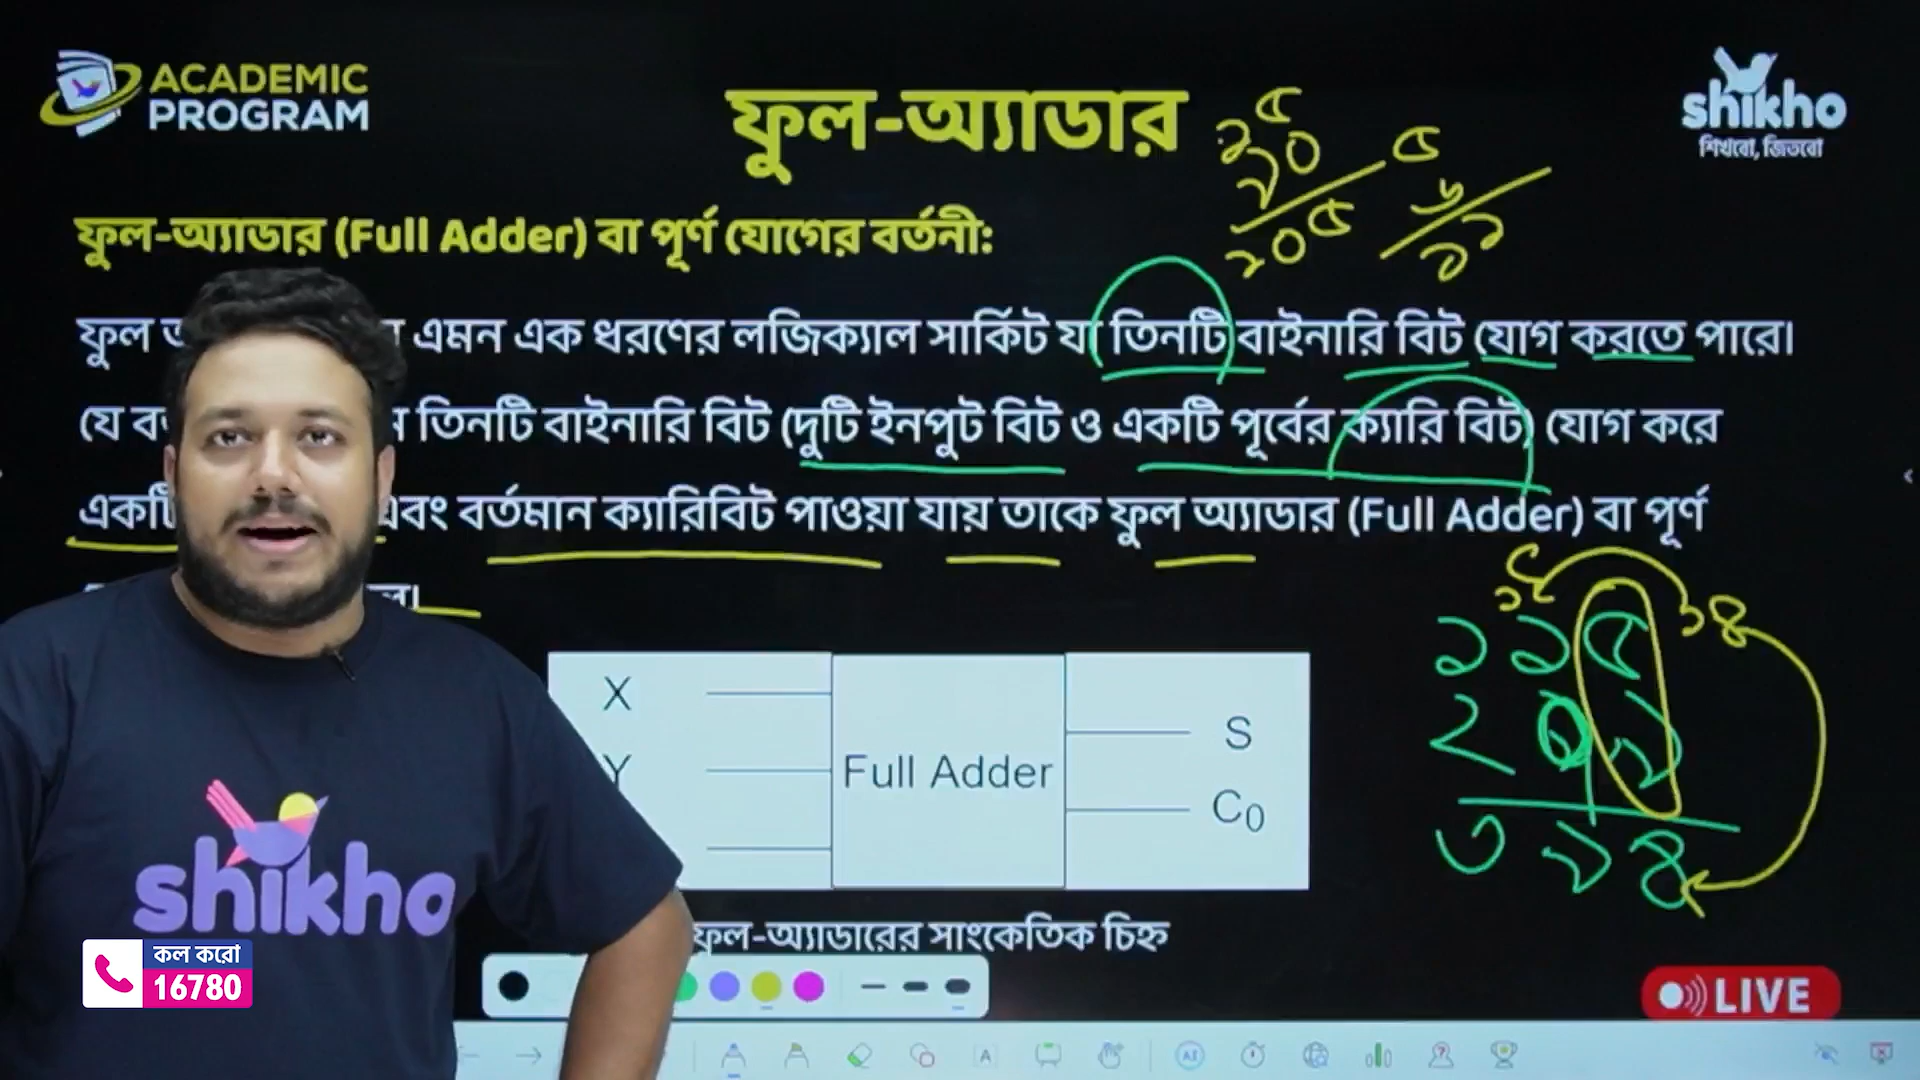 ACADEMIC
PROGRAM
shikho
শিখবো, জিতবো
ফুল-অ্যাডার
ফুল-অ্যাডার (Full Adder) বা পূর্ণ যোগের বর্তনী:
ফুল এমন এক ধরণের লজিক্যাল সার্কিট যা তিনটি বাইনারি বিট যোগ করতে পারে।
যে তিনটি বাইনারি বিট (দুটি ইনপুট বিট ও একটি পূর্বের ক্যারি বিট) যোগ করে
একটি এবং বর্তমান ক্যারিবিট পাওয়া যায় তাকে ফুল অ্যাডার (Full Adder) বা পূর্ণ
X
Y
Full Adder
S
C0
ফুল-অ্যাডারের সাংকেতিক চিহ্ন
shikho
কল করো
16780
LIVE
A
AI